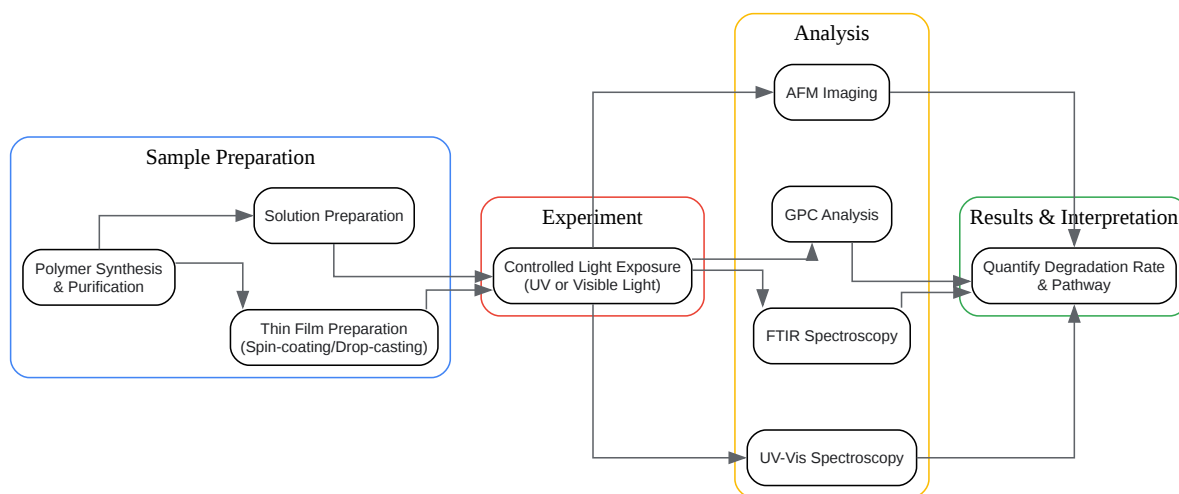 Sample Preparation
Polymer Synthesis
& Purification
Solution Preparation
Thin Film Preparation
(Spin-coating/Drop-casting)
Experiment
Controlled Light Exposure
(UV or Visible Light)
Analysis
AFM Imaging
GPC Analysis
FTIR Spectroscopy
UV-Vis Spectroscopy
Results & Interpretation
Quantify Degradation Rate
& Pathway